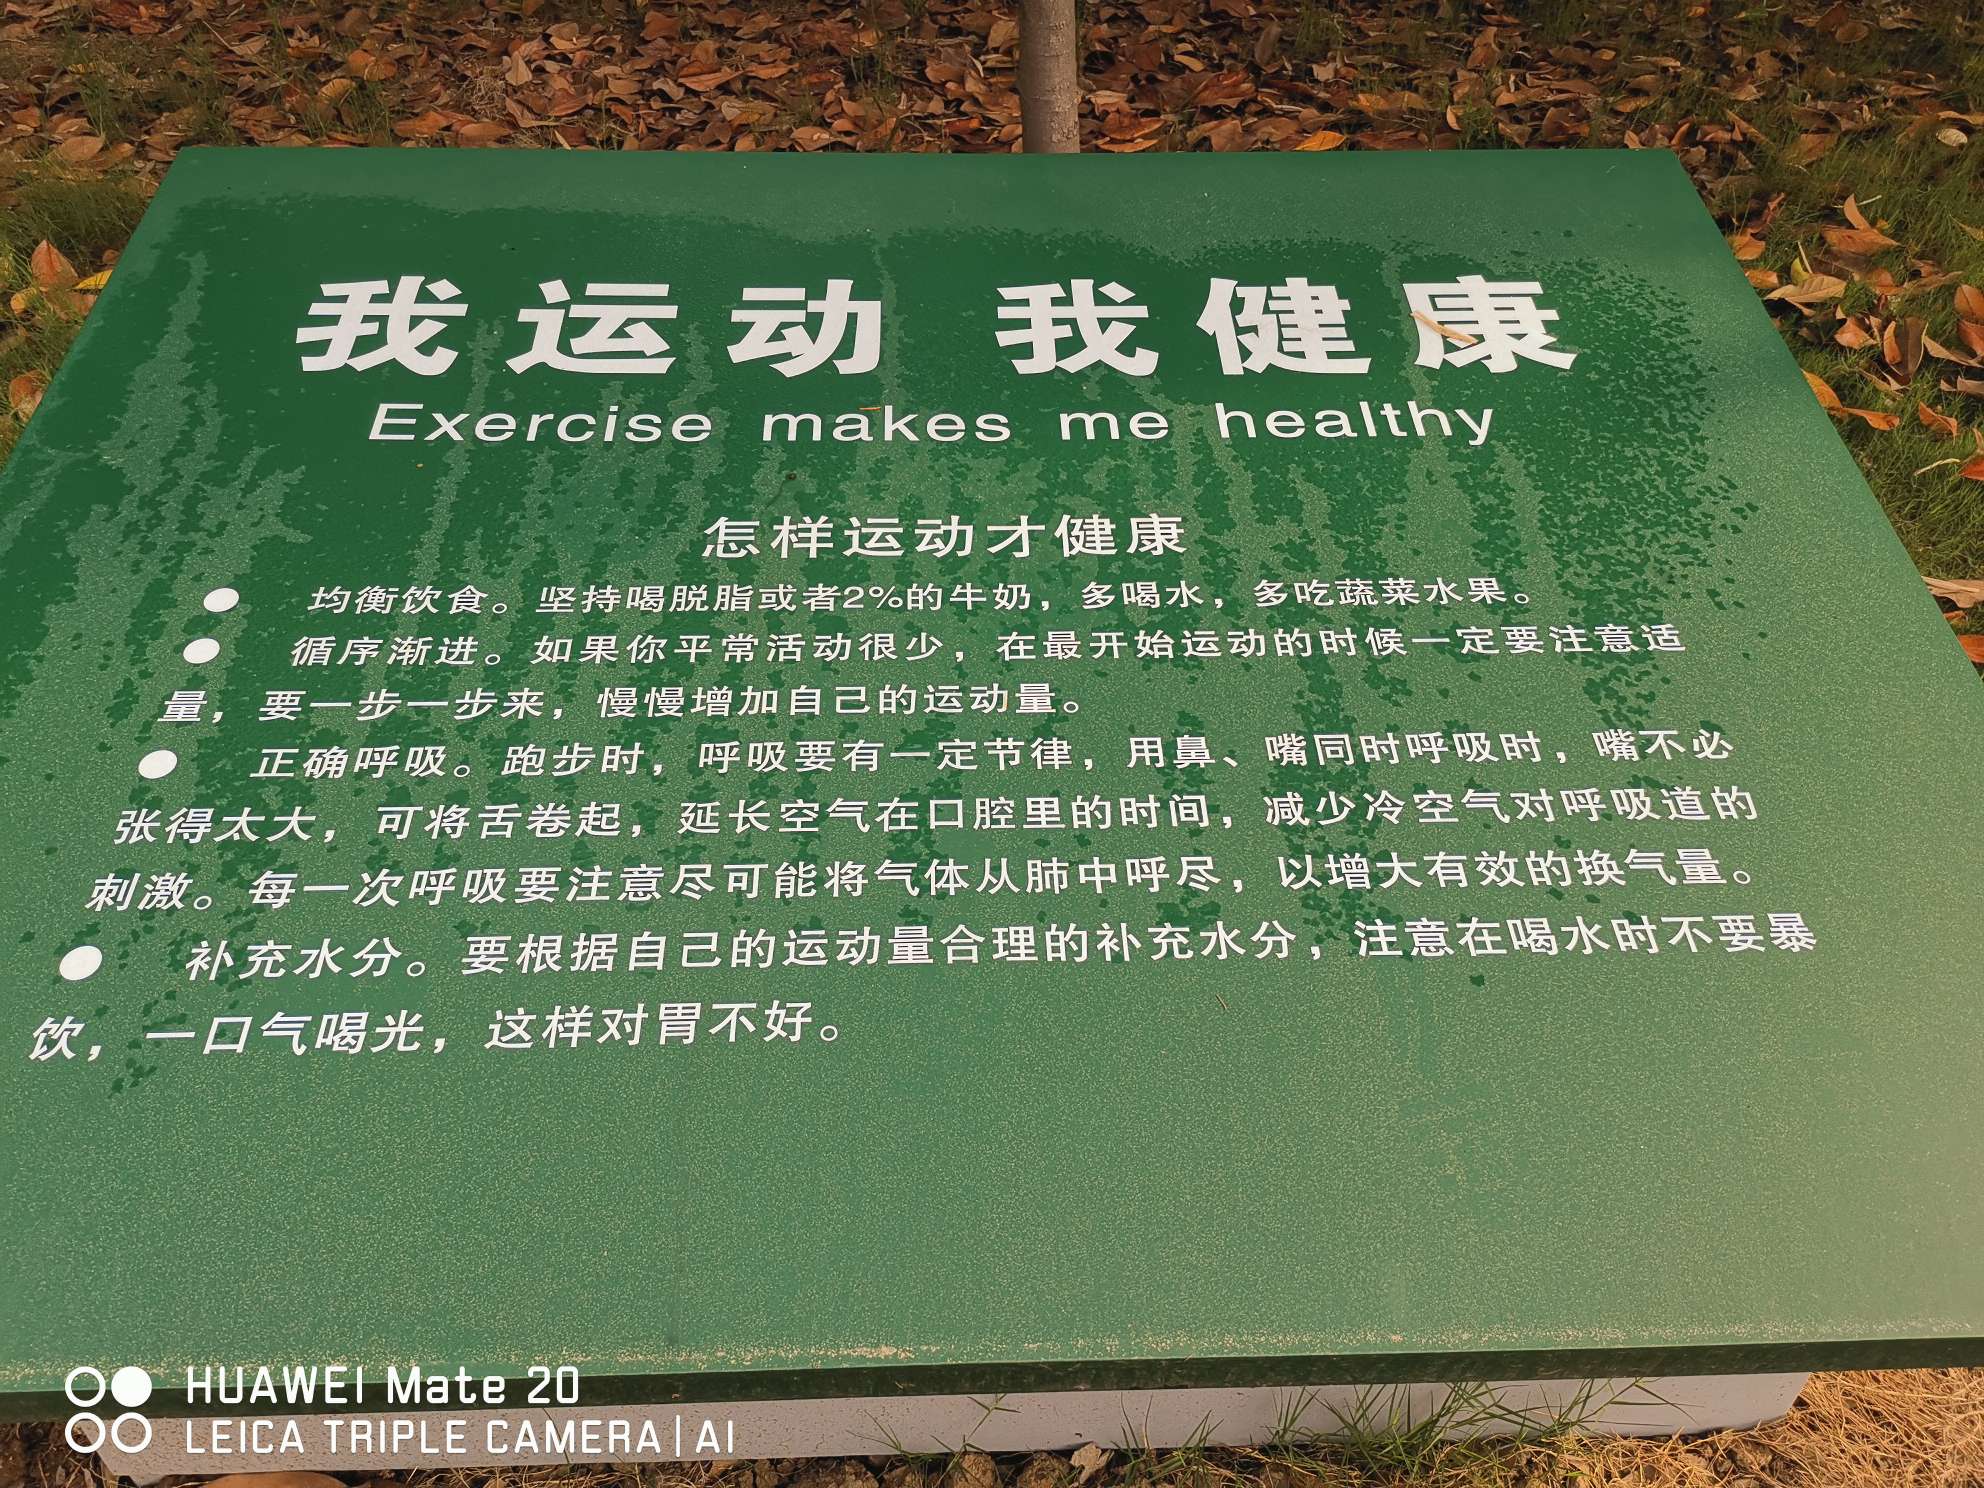 我运动 我健康
Exercise makes me healthy
怎样运动才健康
● 均衡饮食。坚持喝脱脂或者2%的牛奶，多喝水，多吃蔬菜水果。
● 循序渐进。如果你平常活动很少，在最开始运动的时候一定要注意适
量，要一步一步来，慢慢增加自己的运动量。
● 正确呼吸。跑步时，呼吸要有一定节律，用鼻、嘴同时呼吸时，嘴不必
张得太大，可将舌卷起，延长空气在口腔里的时间，减少冷空气对呼吸道的
刺激。每一次呼吸要注意尽可能将气体从肺中呼尽，以增大有效的换气量。
● 补充水分。要根据自己的运动量合理的补充水分，注意在喝水时不要暴
饮，一口气喝光，这样对胃不好。
HUAWEI Mate 20
LEICA TRIPLE CAMERA | AI